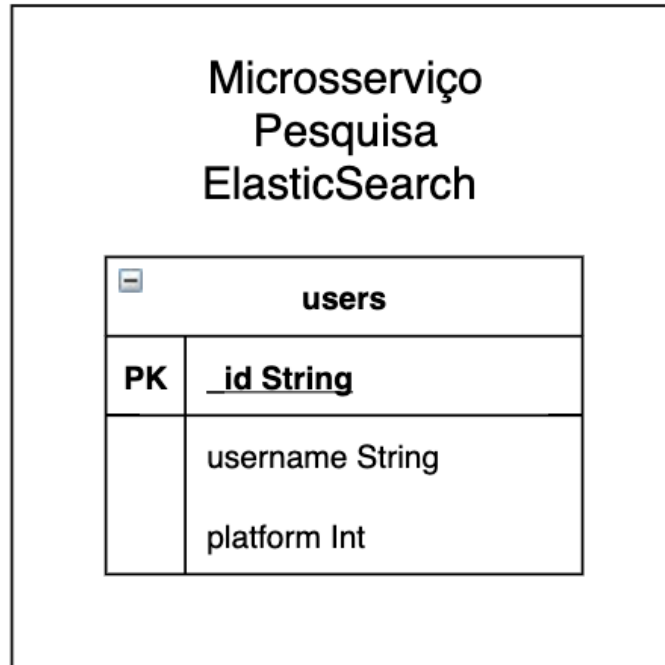 Microsserviço
Pesquisa
ElasticSearch
users
PK _id String
username String
platform Int